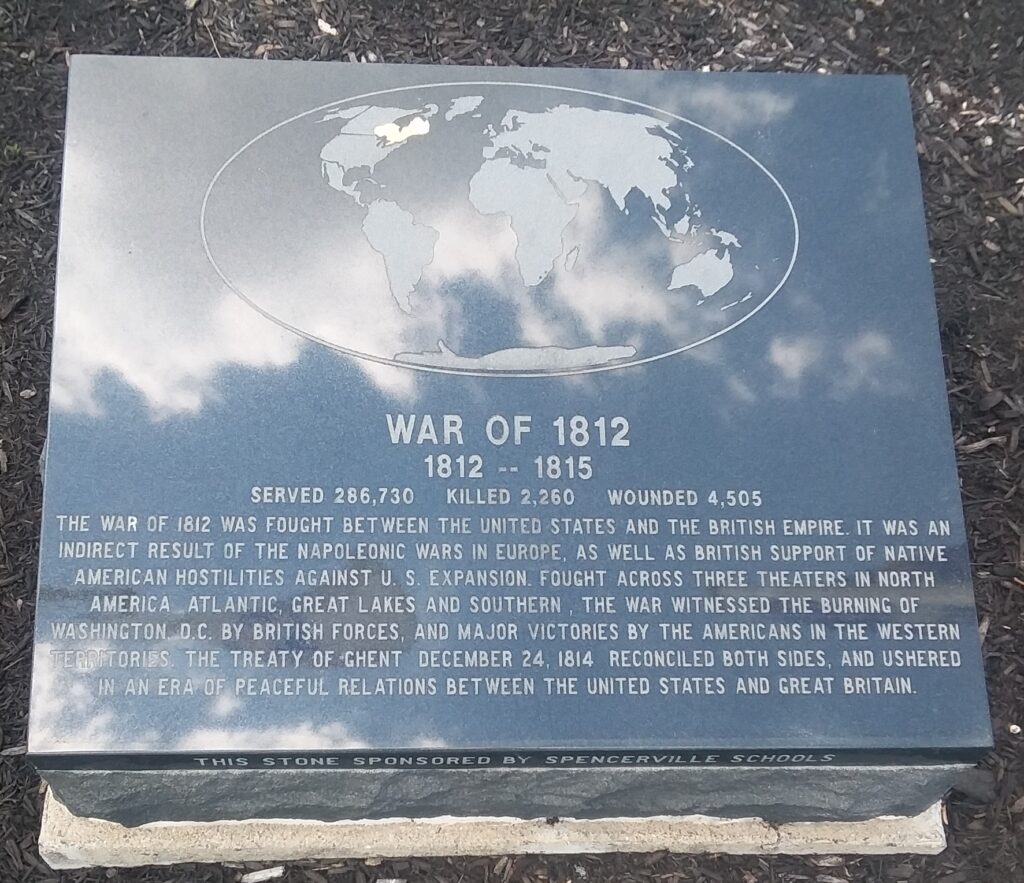 WAR OF 1812
1812 -- 1815
SERVED 286,730 KILLED 2,260 WOUNDED 4,505
THE WAR OF 1812 WAS FOUGHT BETWEEN THE UNITED STATES AND THE BRITISH EMPIRE. IT WAS AN
INDIRECT RESULT OF THE NAPOLEONIC WARS IN EUROPE, AS WELL AS BRITISH SUPPORT OF NATIVE
AMERICAN HOSTILITIES AGAINST U. S. EXPANSION. FOUGHT ACROSS THREE THEATERS IN NORTH
AMERICA ATLANTIC, GREAT LAKES AND SOUTHERN , THE WAR WITNESSED THE BURNING OF
WASHINGTON D.C. BY BRITISH FORCES, AND MAJOR VICTORIES BY THE AMERICANS IN THE WESTERN
TERRITORIES. THE TREATY OF GHENT DECEMBER 24, 1814 RECONCILED BOTH SIDES, AND USHERED
IN AN ERA OF PEACEFUL RELATIONS BETWEEN THE UNITED STATES AND GREAT BRITAIN.
THIS STONE SPONSORED BY SPENCERVILLE SCHOOLS